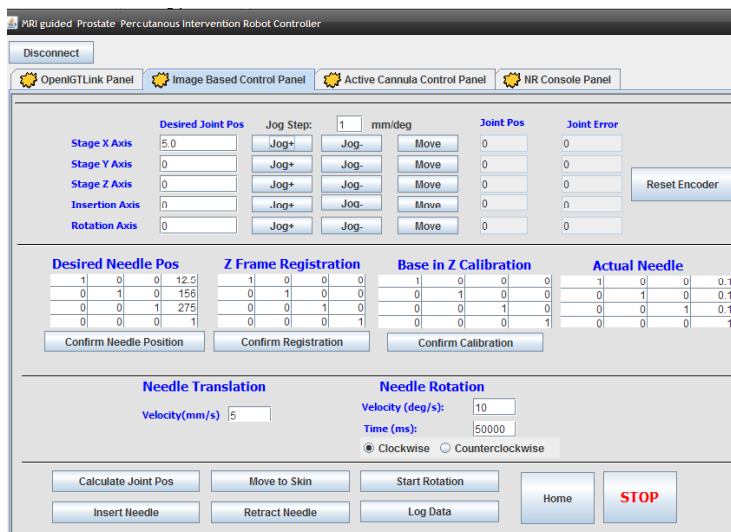 MRI guided Prostate Percutaneous Intervention Robot Controller
Disconnect
OpenIGTLink Panel Image Based Control Panel Active Cannula Control Panel NR Console Panel
Desired Joint Pos Jog Step: 1 mm/deg Joint Pos Joint Error
Stage X Axis 5.0 Jog+ Jog- Move 0 0
Stage Y Axis 0 Jog+ Jog- Move 0 0
Stage Z Axis 0 Jog+ Jog- Move 0 0 Reset Encoder
Insertion Axis 0 Jog+ Jog- Move 0 0
Rotation Axis 0 Jog+ Jog- Move 0 0
Desired Needle Pos Z Frame Registration Base in Z Calibration Actual Needle
1 0 0 12.5 1 0 0 0 1 0 0 0 1 0 0 0.1
0 1 0 156 0 1 0 0 0 1 0 0 0 1 0 0.1
0 0 1 275 0 0 1 0 0 0 1 0 0 0 1 0.1
0 0 0 1 0 0 0 1 0 0 0 1 0 0 0 1
Confirm Needle Position Confirm Registration Confirm Calibration
Needle Translation Needle Rotation
Velocity(mm/s) 5 Velocity (deg/s): 10
Time (ms): 50000
Clockwise Counterclockwise
Calculate Joint Pos Move to Skin Start Rotation
Home STOP
Insert Needle Retract Needle Log Data